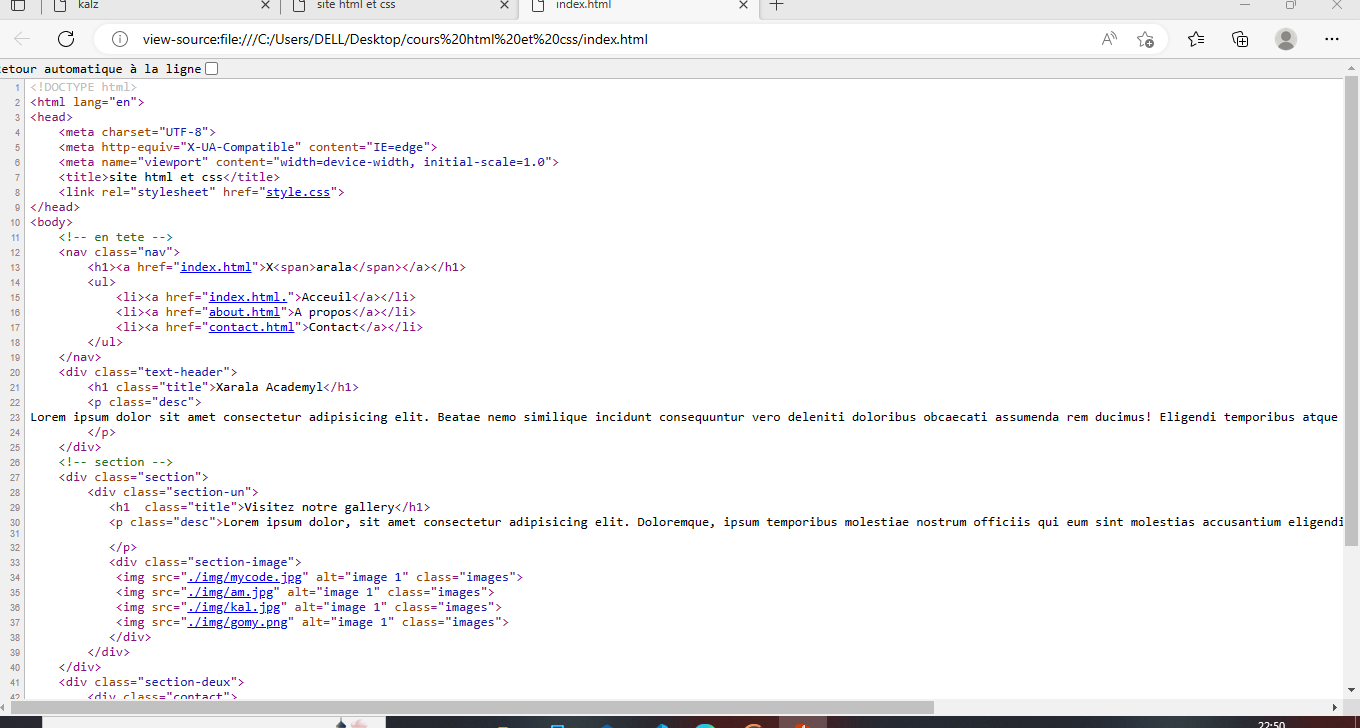 kalz
site html et css
index.html
view-source:file:///C:/Users/DELL/Desktop/cours%20html%20et%20css/index.html
etour automatique à la ligne
1 <!DOCTYPE html>
2 <html lang="en">
3 <head>
4 <meta charset="UTF-8">
5 <meta http-equiv="X-UA-Compatible" content="IE=edge">
6 <meta name="viewport" content="width=device-width, initial-scale=1.0">
7 <title>site html et css</title>
8 <link rel="stylesheet" href="style.css">
9 </head>
10 <body>
11 <!-- en tete -->
12 <nav class="nav">
13 <h1><a href="index.html">X<span>arala</span></a></h1>
14 <ul>
15 <li><a href="index.html.">Acceuil</a></li>
16 <li><a href="about.html">A propos</a></li>
17 <li><a href="contact.html">Contact</a></li>
18 </ul>
19 </nav>
20 <div class="text-header">
21 <h1 class="title">Xarala Academyl</h1>
22 <p class="desc">
23 Lorem ipsum dolor sit amet consectetur adipisicing elit. Beatae nemo similique incidunt consequuntur vero deleniti doloribus obcaecati assumenda rem ducimus! Eligendi temporibus atque
24 </p>
25 </div>
26 <!-- section -->
27 <div class="section">
28 <div class="section-un">
29 <h1  class="title">Visitez notre gallery</h1>
30 <p class="desc">Lorem ipsum dolor, sit amet consectetur adipisicing elit. Doloremque, ipsum temporibus molestiae nostrum officiis qui eum sint molestias accusantium eligendi
31
32 </p>
33 <div class="section-image">
34 <img src="./img/mycode.jpg" alt="image 1" class="images">
35 <img src="./img/am.jpg" alt="image 1" class="images">
36 <img src="./img/kal.jpg" alt="image 1" class="images">
37 <img src="./img/gomy.png" alt="image 1" class="images">
38 </div>
39 </div>
40 </div>
41 <div class="section-deux">
42 <div class="contact">
22:50